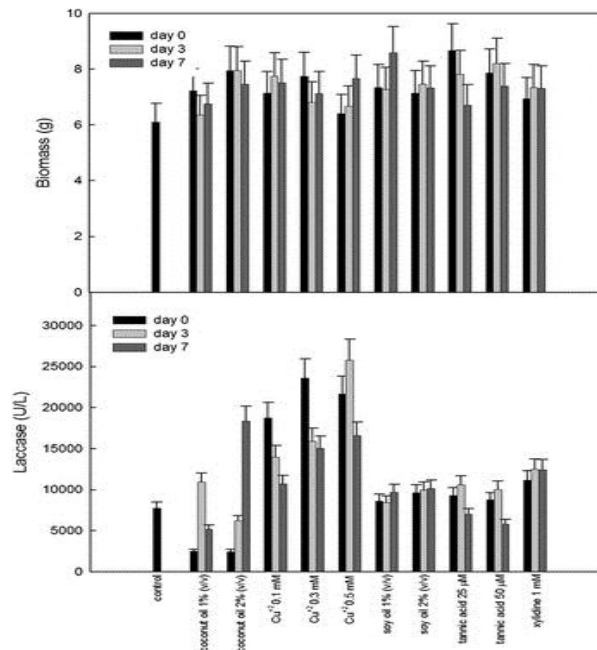 10
8
6
4
2
0
Biomass (g)
day 0
day 3
day 7
30000
25000
20000
15000
10000
5000
0
Laccase (U/L)
day 0
day 3
day 7
control
coconut oil 1% (v/v)
coconut oil 2% (v/v)
Cu⁺² 0.1 mM
Cu⁺² 0.3 mM
Cu⁺² 0.5 mM
soy oil 1% (v/v)
soy oil 2% (v/v)
tannic acid 25 µM
tannic acid 50 µM
xylidine 1 mM